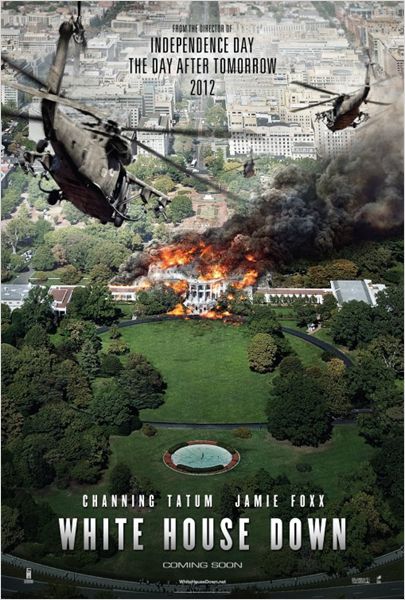 FROM THE DIRECTOR OF
INDEPENDENCE DAY
THE DAY AFTER TOMORROW
2012
CHANNING TATUM JAMIE FOXX
WHITE HOUSE DOWN
COMING SOON
WhiteHouseDown.net